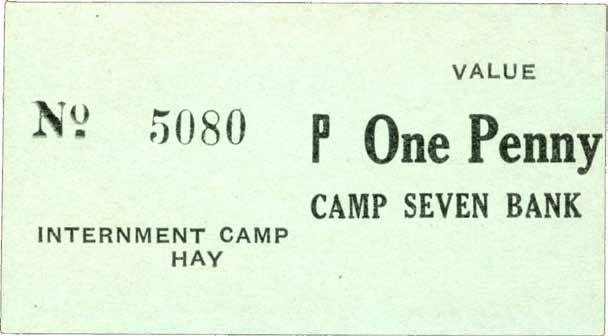 VALUE
No. 5080
P One Penny
CAMP SEVEN BANK
INTERNMENT CAMP
HAY